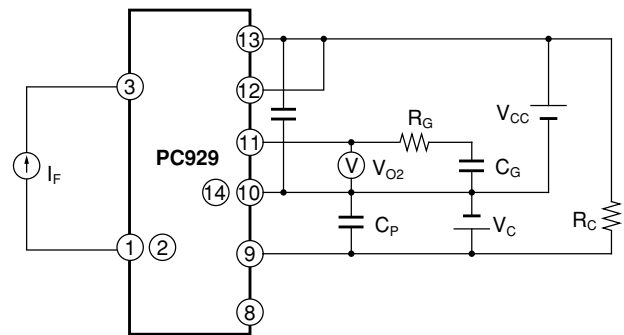 13
3
12
V_CC
R_G
11
PC929
I_F
V
V_O2
C_G
14
10
R_C
C_P
V_C
1
2
9
8